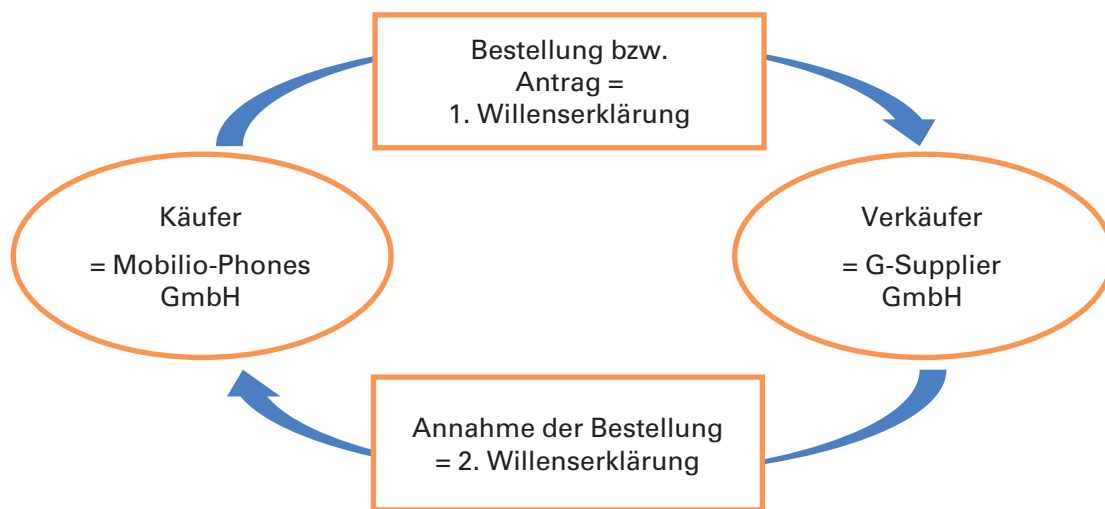 Bestellung bzw.
Antrag =
1. Willenserklärung
Käufer
= Mobilio-Phones
GmbH
Verkäufer
= G-Supplier
GmbH
Annahme der Bestellung
= 2. Willenserklärung